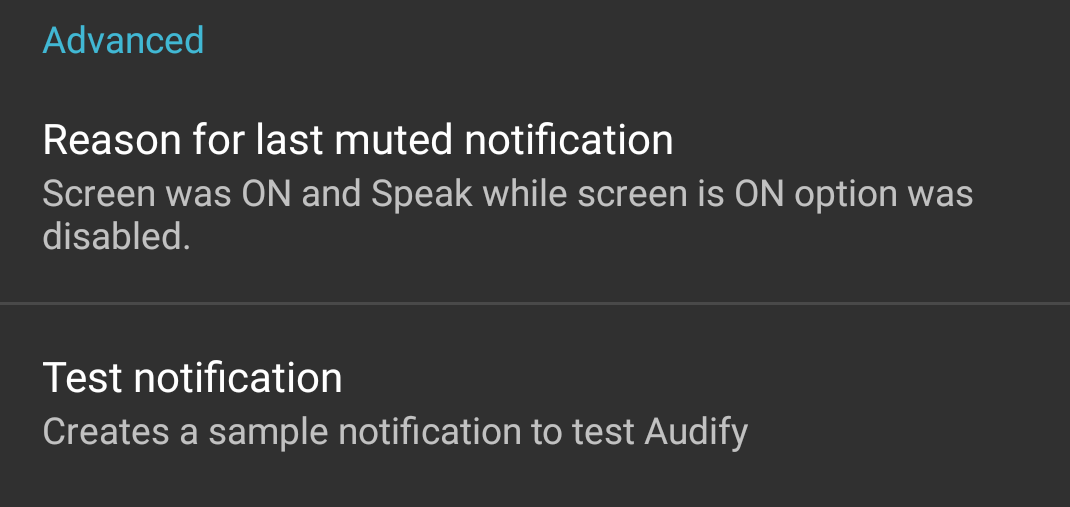 Advanced
Reason for last muted notification
Screen was ON and Speak while screen is ON option was
disabled.
Test notification
Creates a sample notification to test Audify